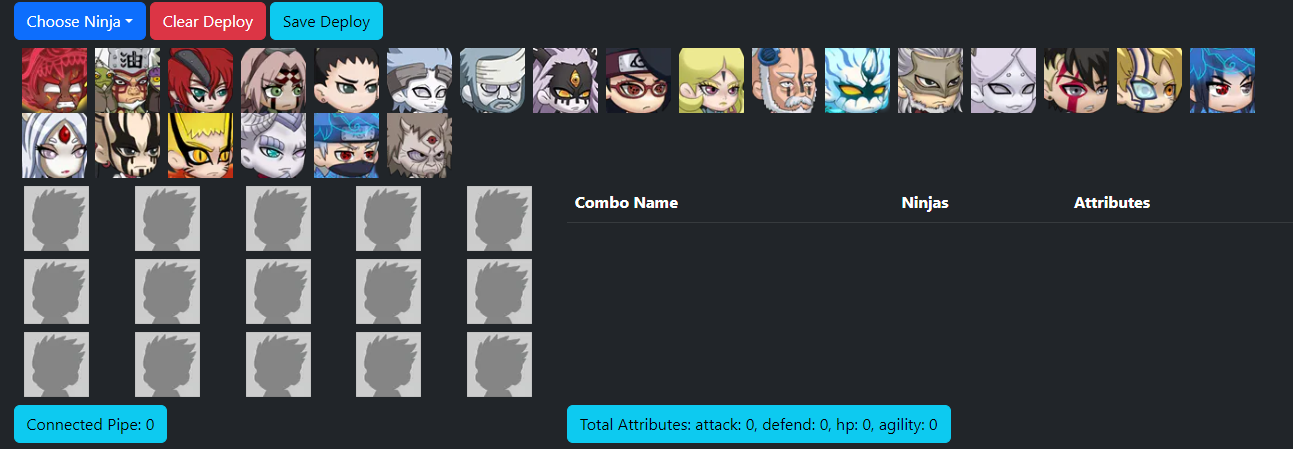 Choose Ninja
Clear Deploy
Save Deploy
油
Combo Name
Ninjas
Attributes
Connected Pipe: 0
Total Attributes: attack: 0, defend: 0, hp: 0, agility: 0